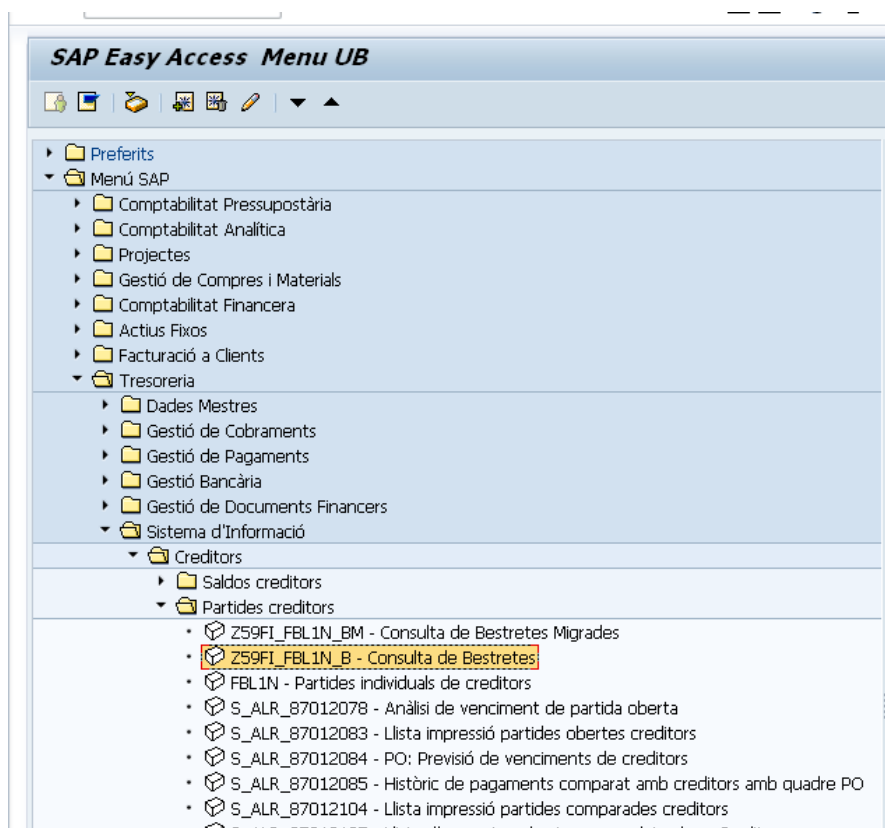 SAP Easy Access Menu UB
Preferits
Menú SAP
Comptabilitat Pressupostària
Comptabilitat Analítica
Projectes
Gestió de Compres i Materials
Comptabilitat Financera
Actius Fixos
Facturació a Clients
Tresoreria
Dades Mestres
Gestió de Cobraments
Gestió de Pagaments
Gestió Bancària
Gestió de Documents Financers
Sistema d'Informació
Creditors
Saldos creditors
Partides creditors
Z59FI_FBL1N_BM - Consulta de Bestretes Migrades
Z59FI_FBL1N_B - Consulta de Bestretes
FBL1N - Partides individuals de creditors
S_ALR_87012078 - Anàlisi de venciment de partida oberta
S_ALR_87012083 - Llista impressió partides obertes creditors
S_ALR_87012084 - PO: Previsió de venciments de creditors
S_ALR_87012085 - Històric de pagaments comparat amb creditors amb quadre PO
S_ALR_87012104 - Llista impressió partides comparades creditors